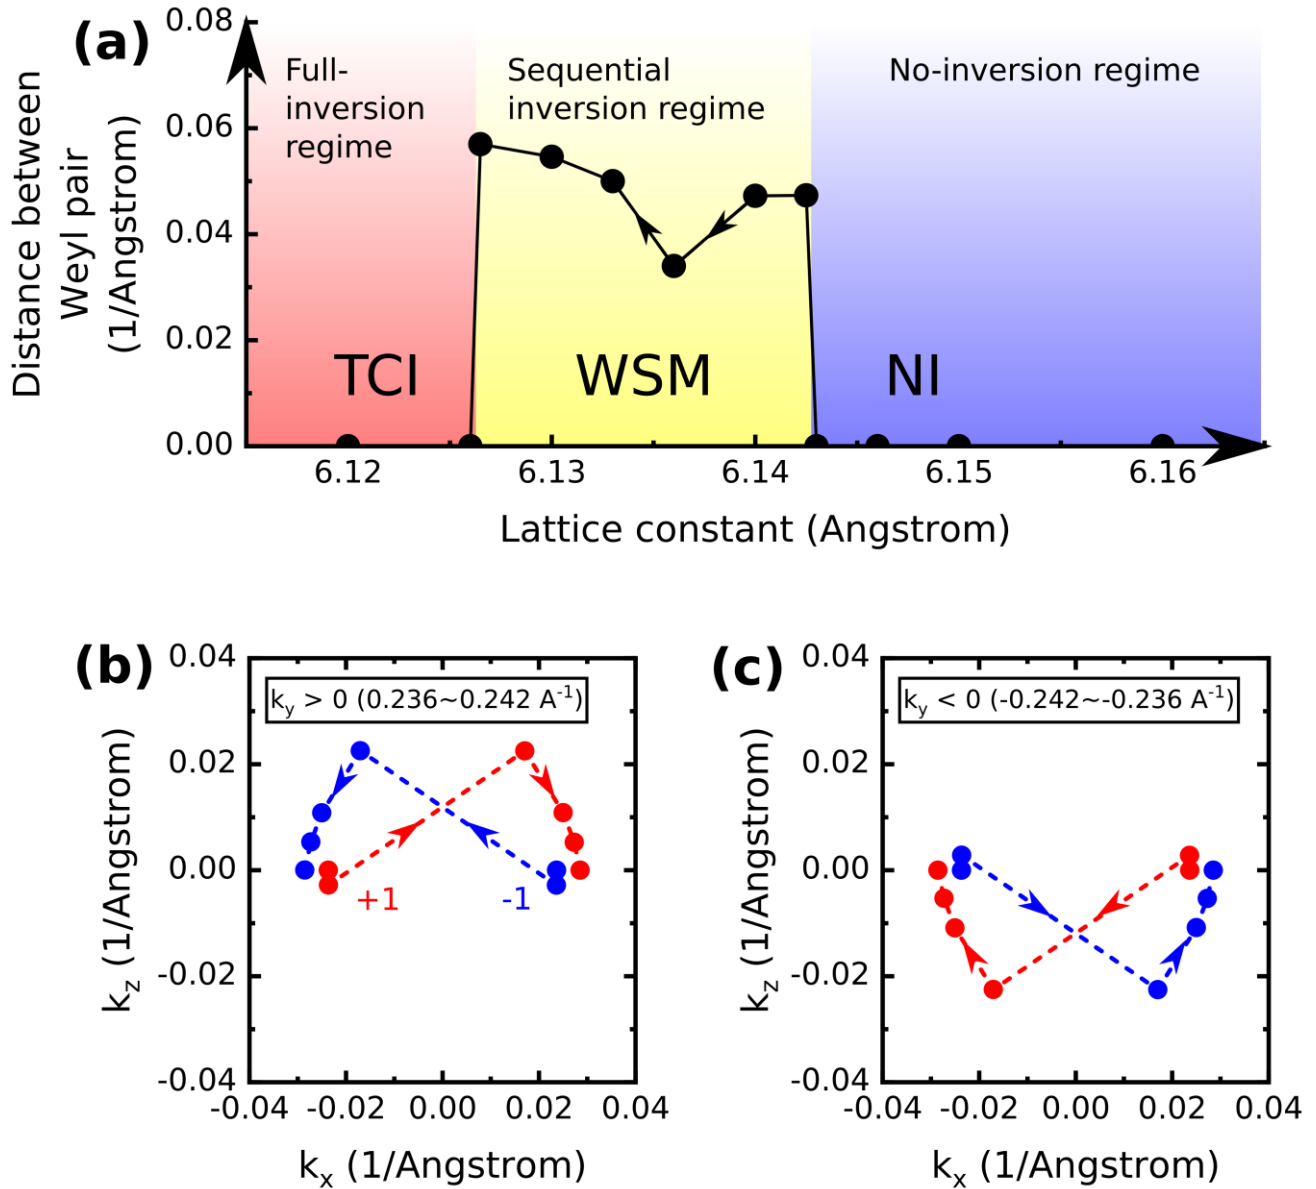 (a)
Distance between
Weyl pair
(1/Angstrom)
0.08
0.06
0.04
0.02
0.00
Full-
inversion
regime
Sequential
inversion regime
No-inversion regime
TCI
WSM
NI
6.12
6.13
6.14
6.15
6.16
Lattice constant (Angstrom)
(b)
k_z (1/Angstrom)
0.04
0.02
0.00
-0.02
-0.04
k_y > 0 (0.236~0.242 A^-1)
+1
-1
-0.04
-0.02
0.00
0.02
0.04
k_x (1/Angstrom)
(c)
k_z (1/Angstrom)
0.04
0.02
0.00
-0.02
-0.04
k_y < 0 (-0.242~-0.236 A^-1)
-0.04
-0.02
0.00
0.02
0.04
k_x (1/Angstrom)